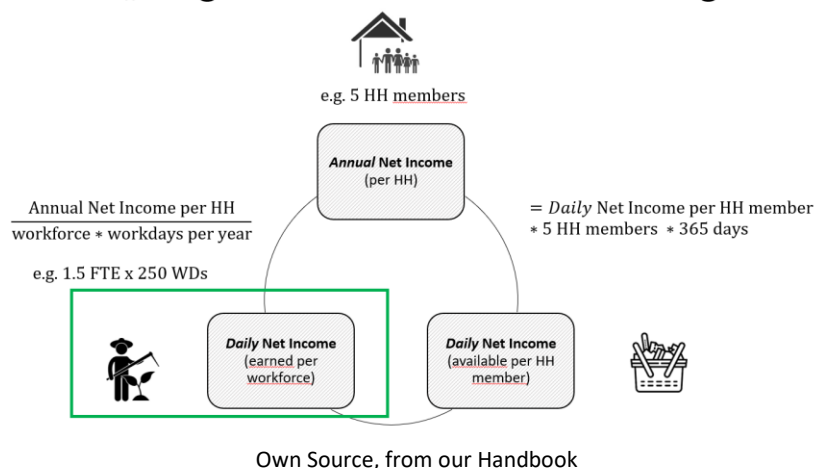 e.g. 5 HH members
Annual Net Income
(per HH)
Annual Net Income per HH
workforce * workdays per year
e.g. 1.5 FTE x 250 WDs
= Daily Net Income per HH member
* 5 HH members * 365 days
Daily Net Income
(earned per
workforce)
Daily Net Income
(available per HH
member)
Own Source, from our Handbook